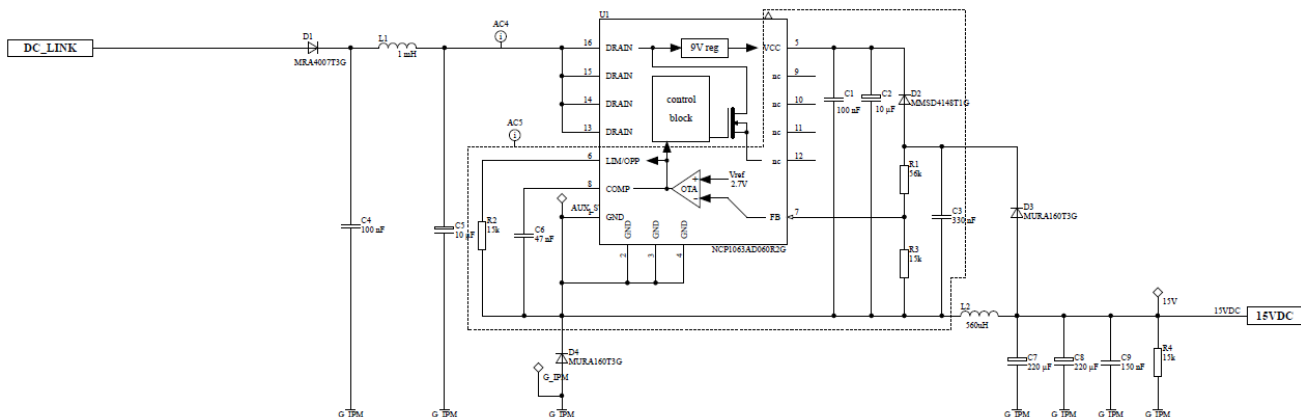 U1
DC_LINK
D1
MRA4007T3G
L1
1 mH
AC4
i
16
DRAIN
9V reg
VCC
5
15
DRAIN
nc
9
14
DRAIN
control
block
nc
10
C1
100 nF
C2
10 µF
D2
MMSD4148T1G
13
DRAIN
nc
11
AC5
i
6
LIM/OPP
nc
12
Vref
2.7V
R1
56k
8
COMP
OTA
+
-
GND
FB
7
C3
330 nF
D3
MURA160T3G
C4
100 nF
C5
10 µF
R2
15k
C6
47 nF
GND
GND
GND
2
3
4
NCP1063AD060R2G
R3
15k
L2
560uH
15V
15VDC
15VDC
D4
MURA160T3G
G_IPM
C7
220 µF
C8
220 µF
C9
150 nF
R4
15k
G_IPM
G_IPM
G_IPM
G_IPM
G_IPM
G_IPM
G_IPM